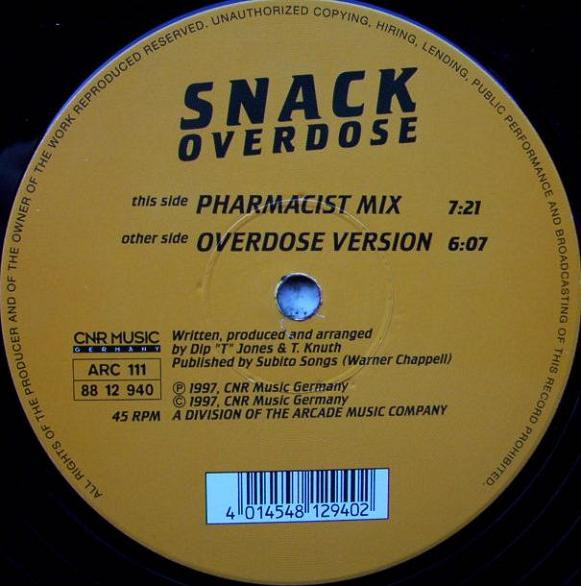 ALL RIGHTS OF THE PRODUCER AND OF THE OWNER OF THE WORK REPRODUCED RESERVED. UNAUTHORIZED COPYING, HIRING, LENDING, PUBLIC PERFORMANCE AND BROADCASTING OF THIS RECORD PROHIBITED.
SNACK
OVERDOSE
this side PHARMACIST MIX 7:21
other side OVERDOSE VERSION 6:07
CNR MUSIC
GERMANY
ARC 111
88 12 940
45 RPM
Written, produced and arranged
by Dip "T" Jones & T. Knuth
Published by Subito Songs (Warner Chappell)
℗ 1997, CNR Music Germany
© 1997, CNR Music Germany
A DIVISION OF THE ARCADE MUSIC COMPANY
4 014548 129402